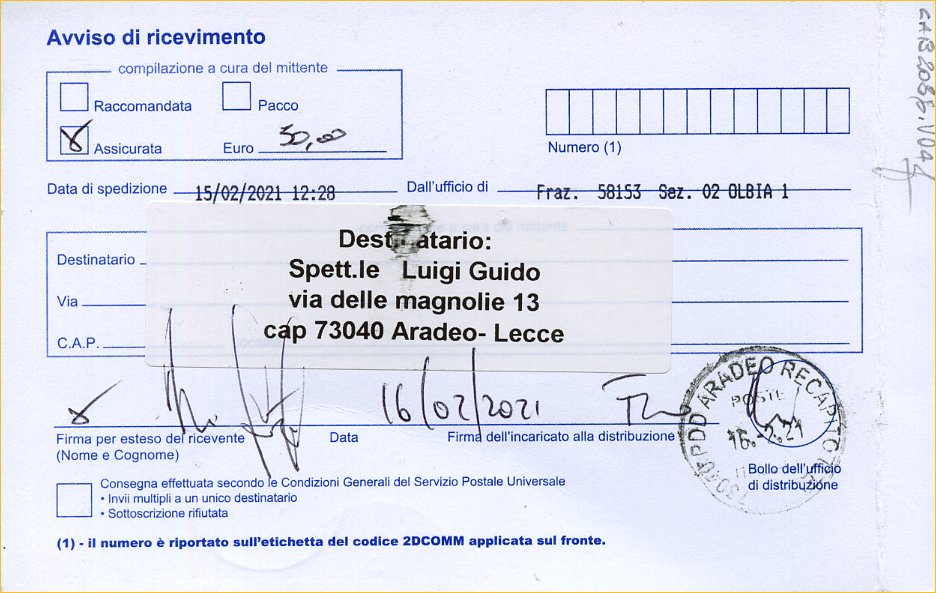 Avviso di ricevimento
compilazione a cura del mittente
Raccomandata
Pacco
Assicurata
Euro 50,00
Numero (1)
Data di spedizione 15/02/2021 12:28 Dall'ufficio di Fraz. 58153 Sez. 02 OLBIA 1
Destinatario
Via
C.A.P.
Destinatario:
Spett.le Luigi Guido
via delle magnolie 13
cap 73040 Aradeo- Lecce
16/02/2021
Firma per esteso del ricevente
(Nome e Cognome)
Data
Firma dell'incaricato alla distribuzione
ARADEO RECAPITO
POSTE
16.-2.21
Bollo dell'ufficio
di distribuzione
Consegna effettuata secondo le Condizioni Generali del Servizio Postale Universale
• Invii multipli a un unico destinatario
• Sottoscrizione rifiutata
(1) - il numero è riportato sull'etichetta del codice 2DCOMM applicata sul fronte.